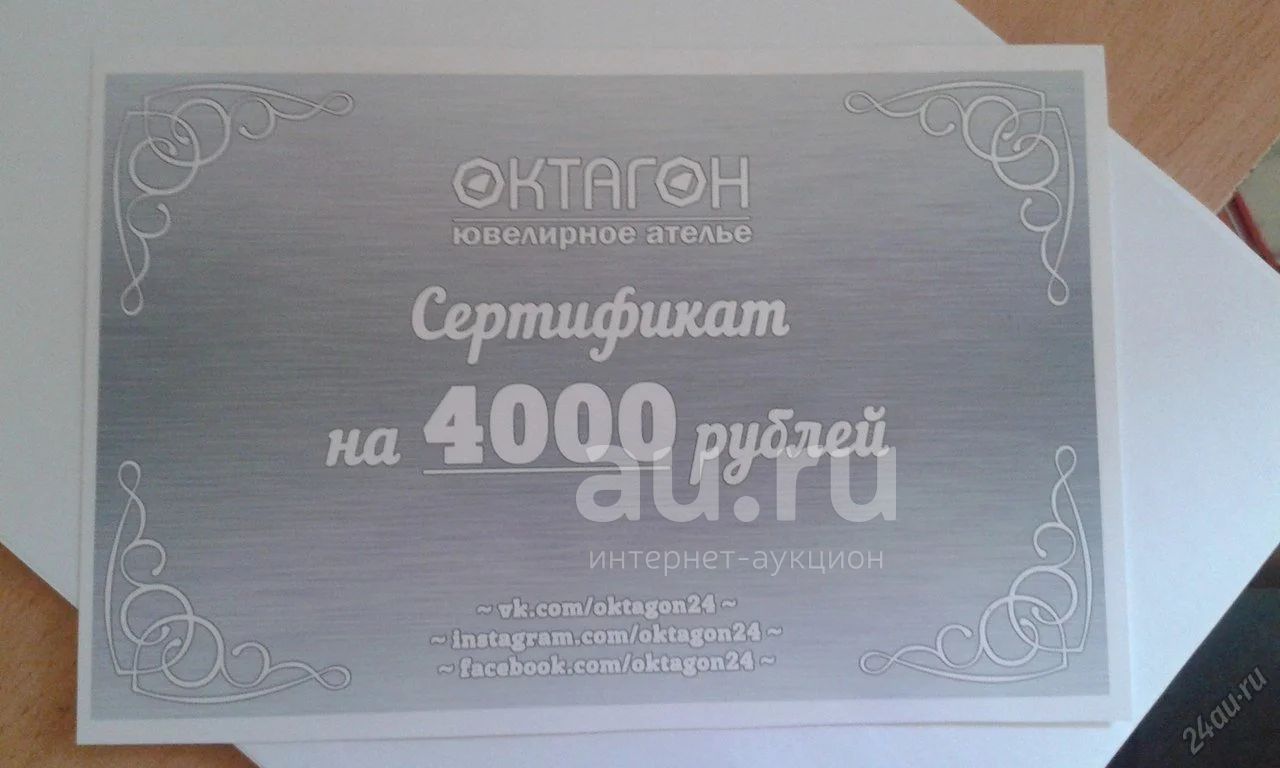 ОКТАГОН
ювелирное ателье
Сертификат
на 4000 рублей
au.ru
интернет-аукцион
~ vk.com/oktagon24 ~
~ instagram.com/oktagon24 ~
~ facebook.com/oktagon24 ~
24au.ru